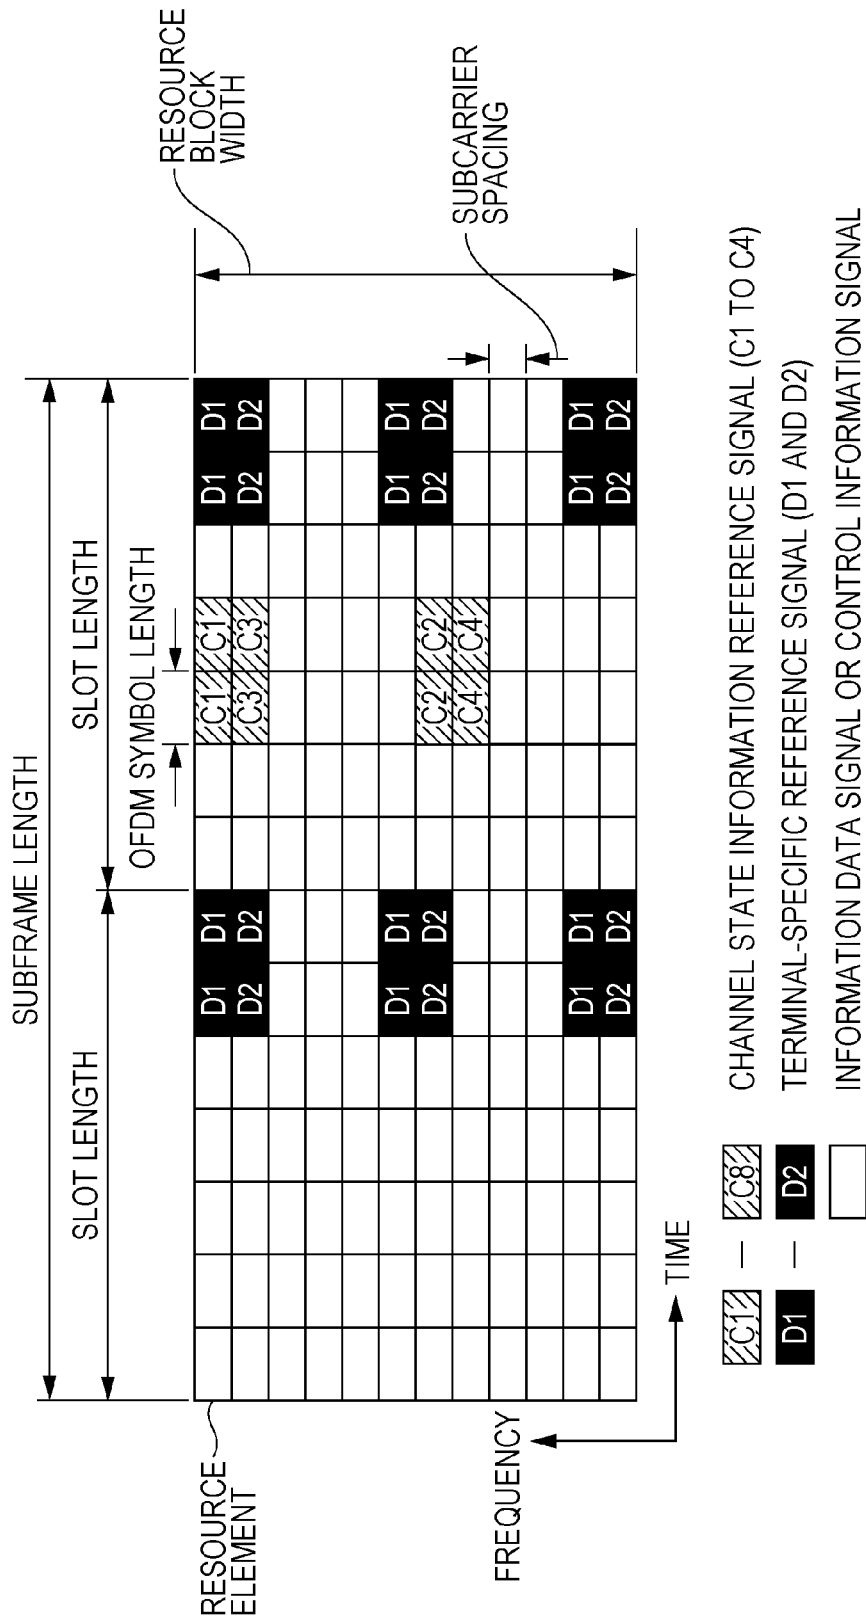 SUBFRAME LENGTH
SLOT LENGTH
SLOT LENGTH
OFDM SYMBOL LENGTH
RESOURCE
BLOCK
WIDTH
RESOURCE
ELEMENT
D1 D1 C1 C1 D1 D1
D2 D2 C3 C3 D2 D2
D1 D1 D1 D1
D2 D2 C2 C2 D2 D2
C4 C4
D1 D1 D1 D1
D2 D2 D2 D2
SUBCARRIER
SPACING
FREQUENCY
TIME
C1 — C8 CHANNEL STATE INFORMATION REFERENCE SIGNAL (C1 TO C4)
D1 — D2 TERMINAL-SPECIFIC REFERENCE SIGNAL (D1 AND D2)
INFORMATION DATA SIGNAL OR CONTROL INFORMATION SIGNAL